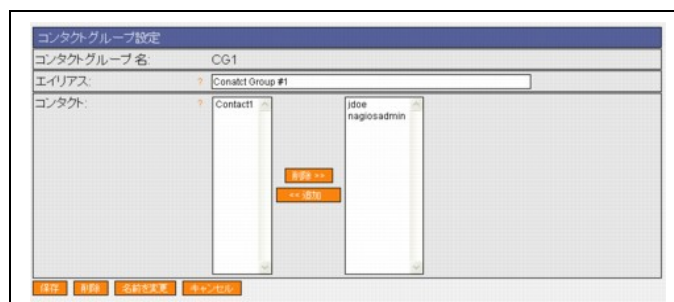 コンタクトグループ設定
コンタクトグループ名: CG1
エイリアス: ? Conatct Group #1
コンタクト: ? Contact1 jdoe
nagiosadmin
削除 >>
<< 追加
保存 削除 名前を変更 キャンセル